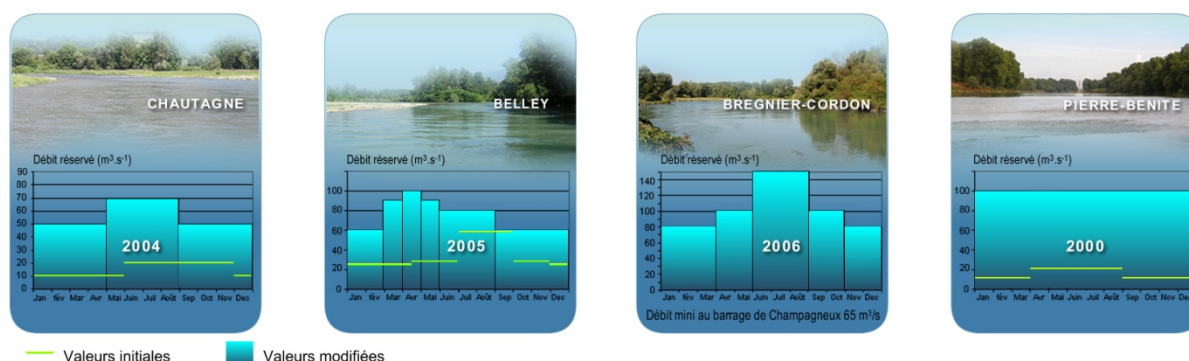 CHAUTAGNE
Débit réservé (m³.s⁻¹)
90
80
70
60
50
40
30
20
10
0
2004
Jan fév Mar Avr Mai Juin Juil Août Sep Oct Nov Dec
BELLEY
Débit réservé (m³.s⁻¹)
100
80
60
40
20
0
2005
Jan fév Mar Avr Mai Juin Juil Août Sep Oct Nov Dec
BREGNIER-CORDON
Débit réservé (m³.s⁻¹)
140
120
100
80
60
40
20
0
2006
Jan fév Mar Avr Mai Juin Juil Août Sep Oct Nov Dec
Débit mini au barrage de Champagneux 65 m³/s
PIERRE-BENITE
Débit réservé (m³.s⁻¹)
100
80
60
40
20
0
2000
Jan fév Mar Avr Mai Juin Juil Août Sep Oct Nov Dec
Valeurs initiales
Valeurs modifiées